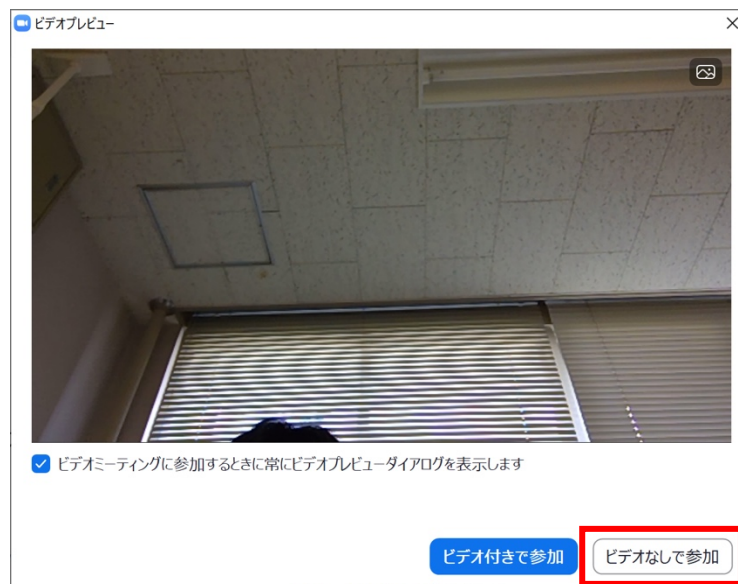 ビデオプレビュー
ビデオミーティングに参加するときに常にビデオプレビューダイアログを表示します
ビデオ付きで参加
ビデオなしで参加